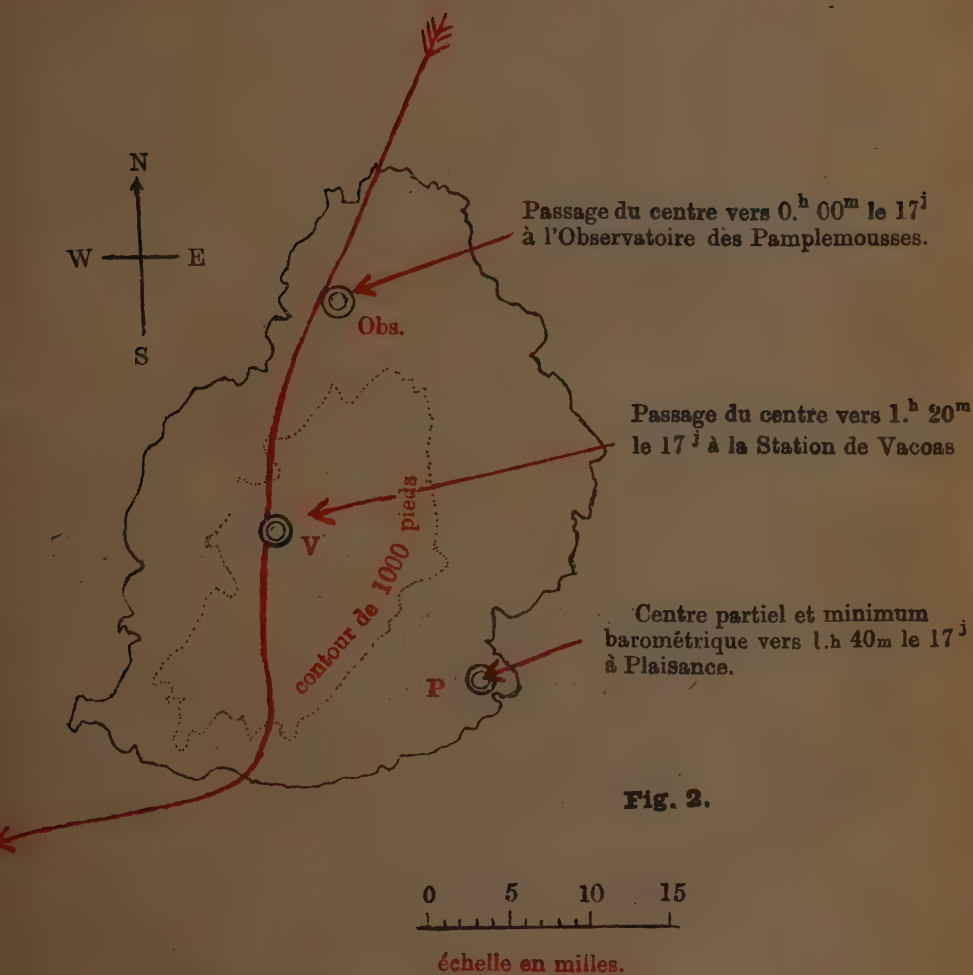 N
W E
S
Passage du centre vers 0.ʰ 00ᵐ le 17ʲ
à l'Observatoire des Pamplemousses.
Obs.
Passage du centre vers 1.ʰ 20ᵐ
le 17ʲ à la Station de Vacoas
V
contour de 1000 pieds
Centre partiel et minimum
barométrique vers 1.h 40m le 17ʲ
à Plaisance.
P
Fig. 2.
0 5 10 15
échelle en milles.